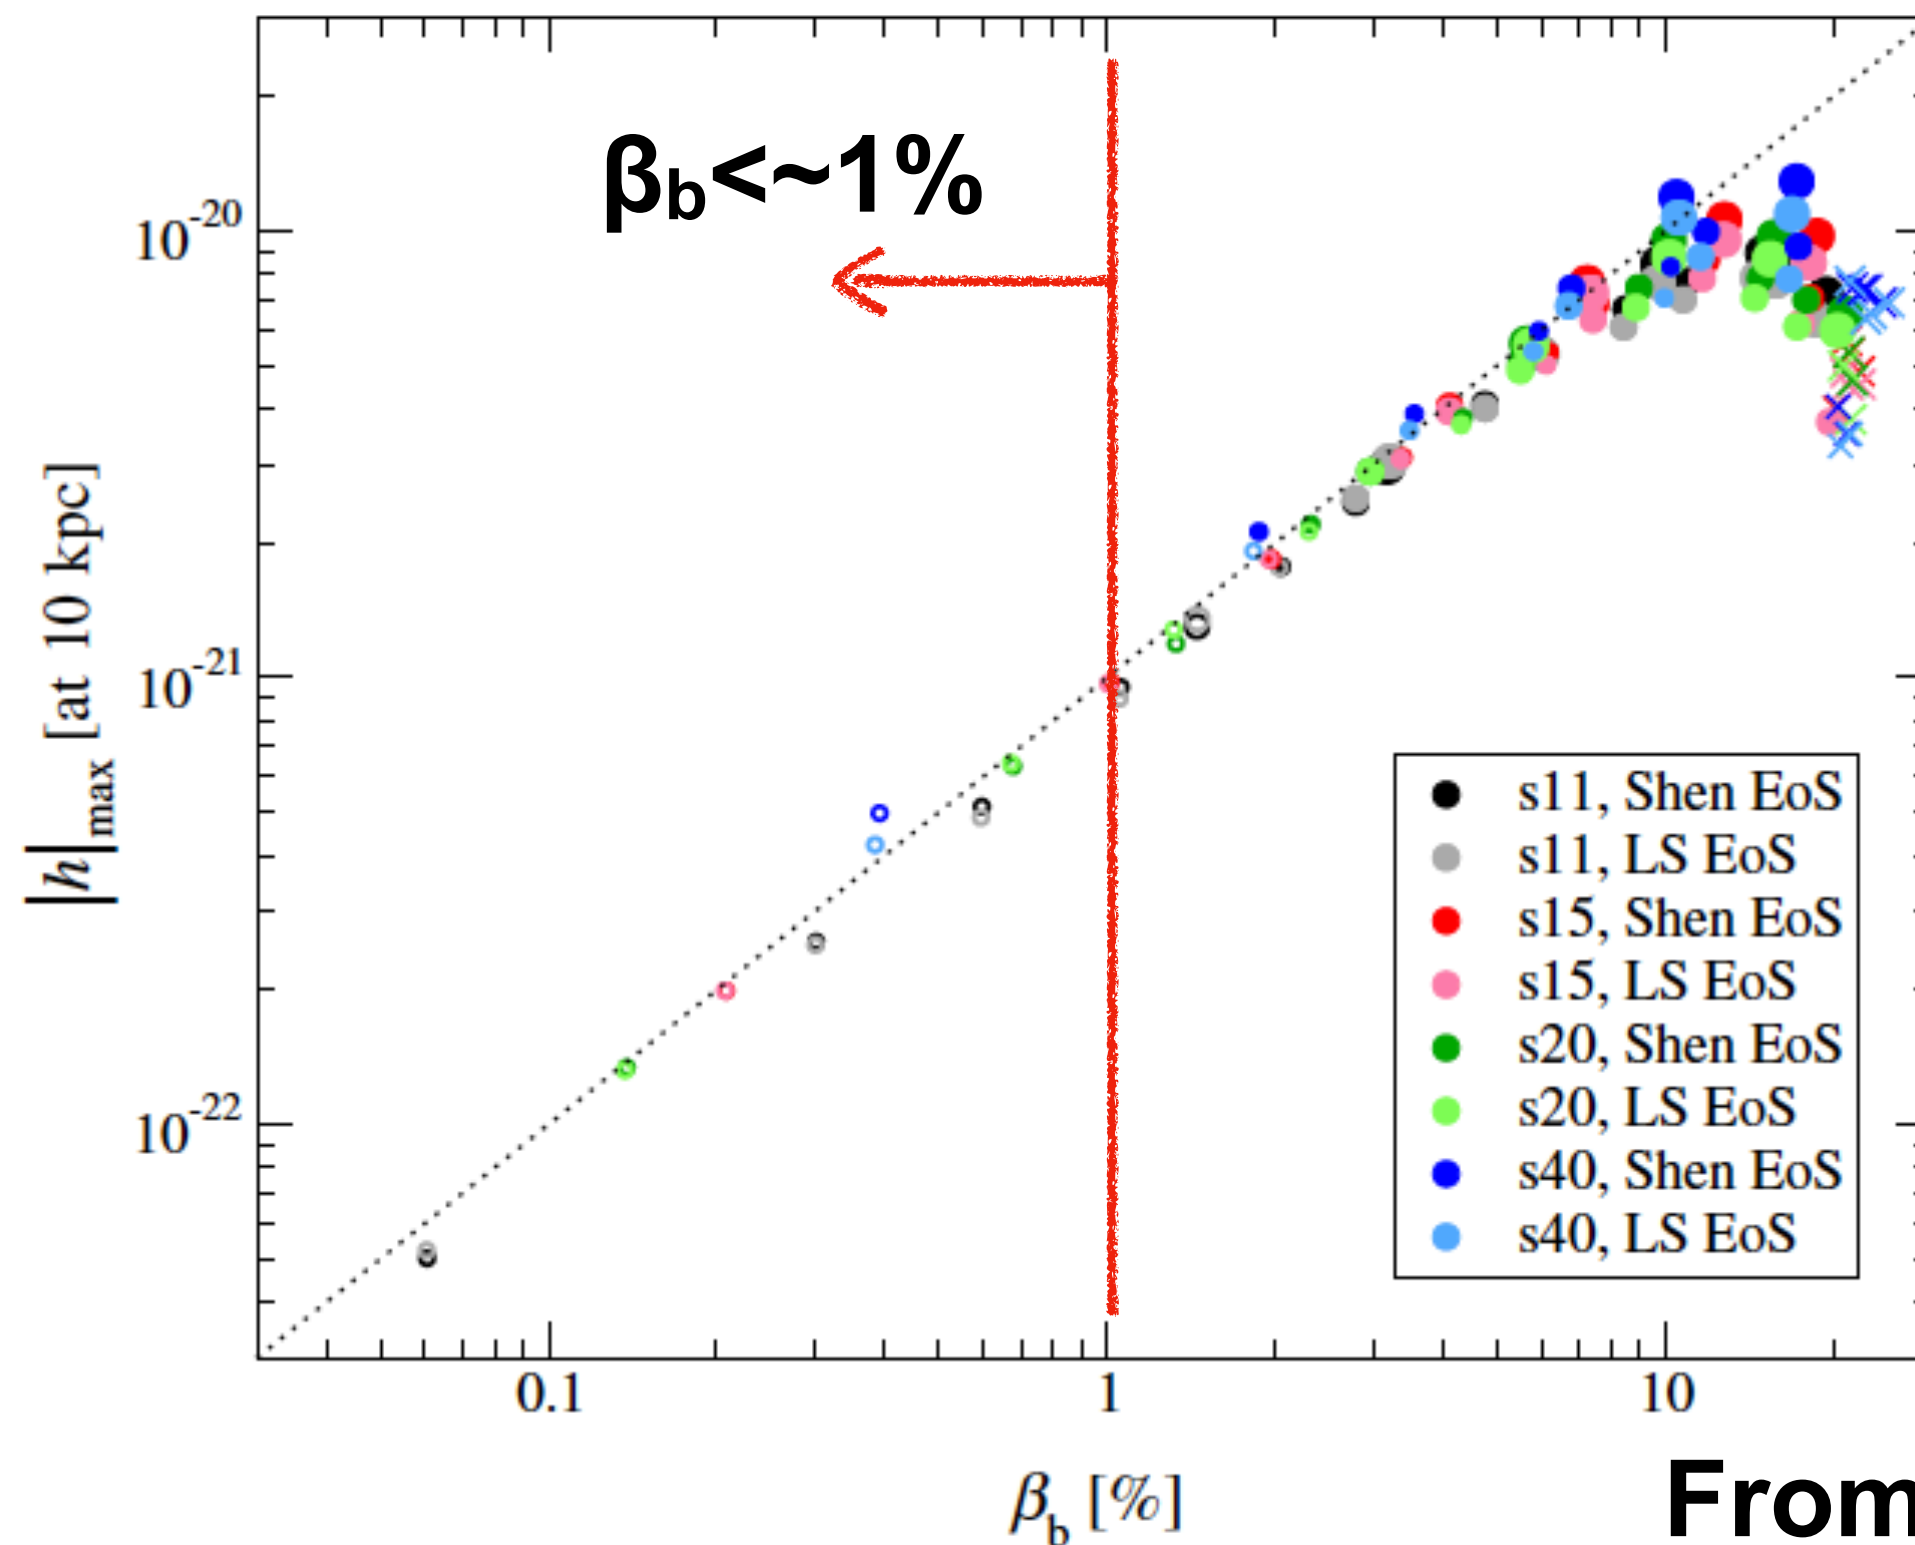 βb<~1%
10-20
10-21
10-22
|h|max [at 10 kpc]
s11, Shen EoS
s11, LS EoS
s15, Shen EoS
s15, LS EoS
s20, Shen EoS
s20, LS EoS
s40, Shen EoS
s40, LS EoS
0.1 1 10
βb [%]
From